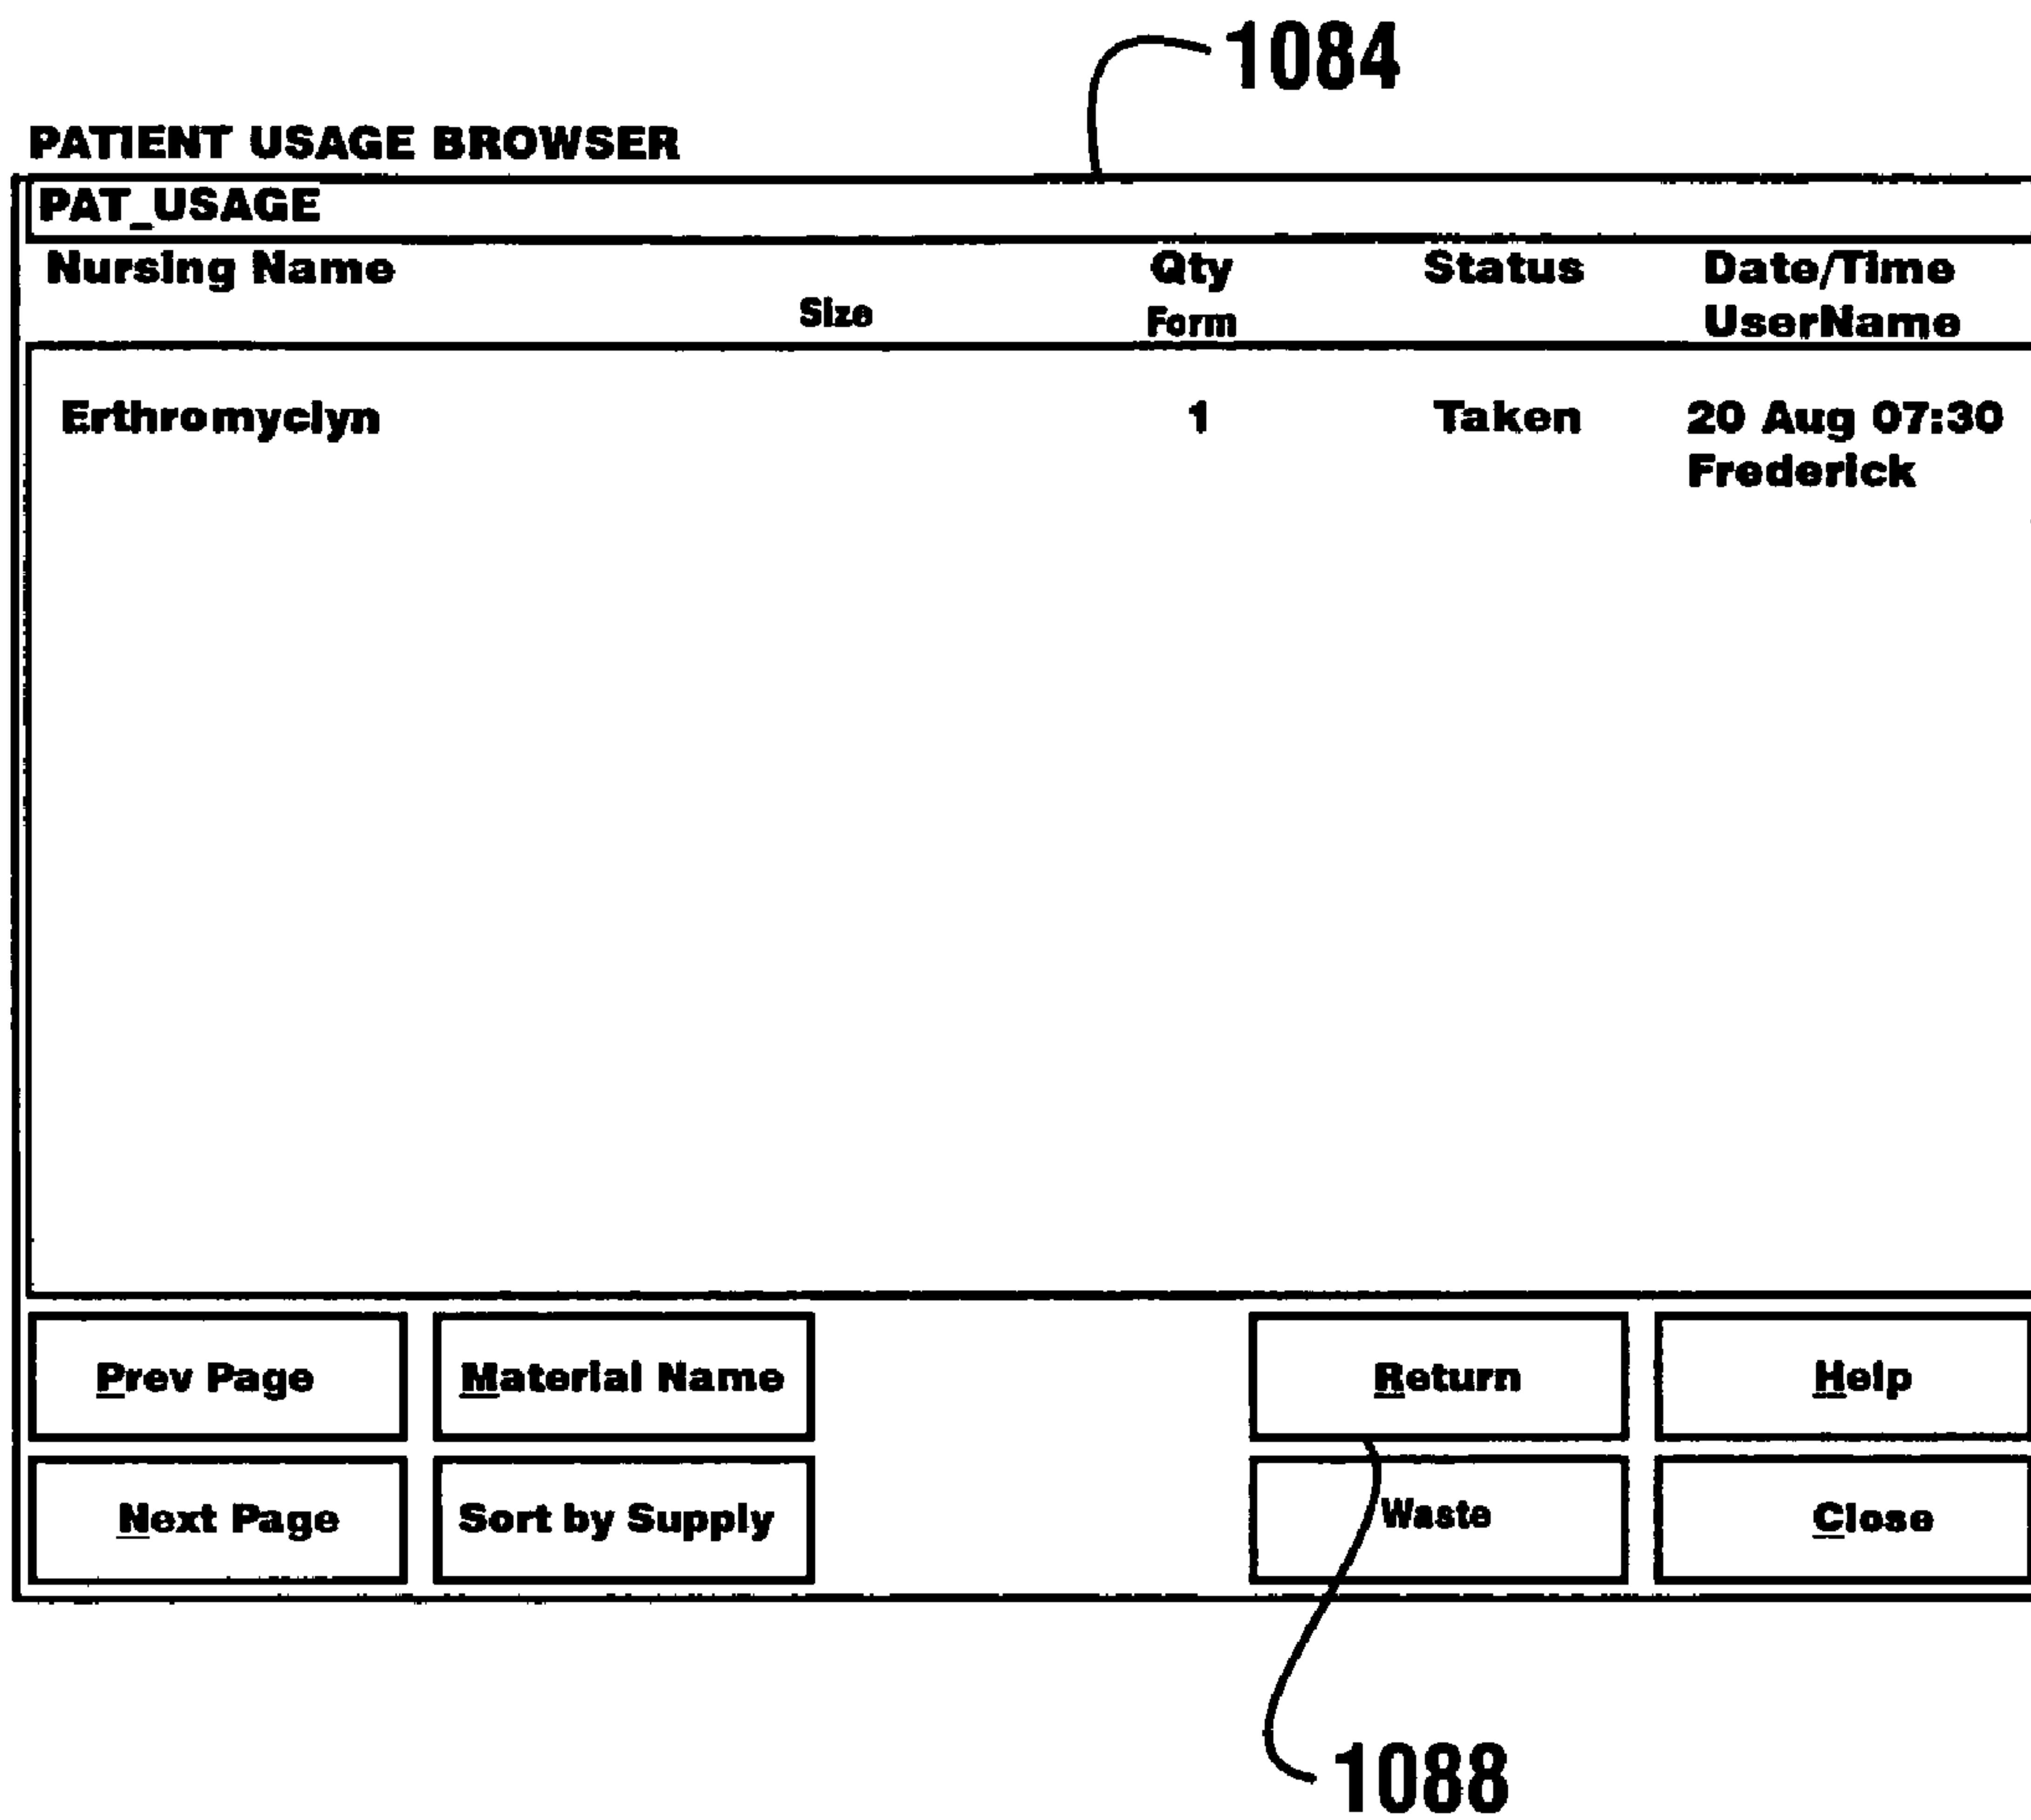 1084
PATIENT USAGE BROWSER
PAT_USAGE
Nursing Name Qty Status Date/Time
Size Form UserName
Erthromyclyn 1 Taken 20 Aug 07:30
Frederick
Prev Page Material Name Return Help
Next Page Sort by Supply Waste Close
1088